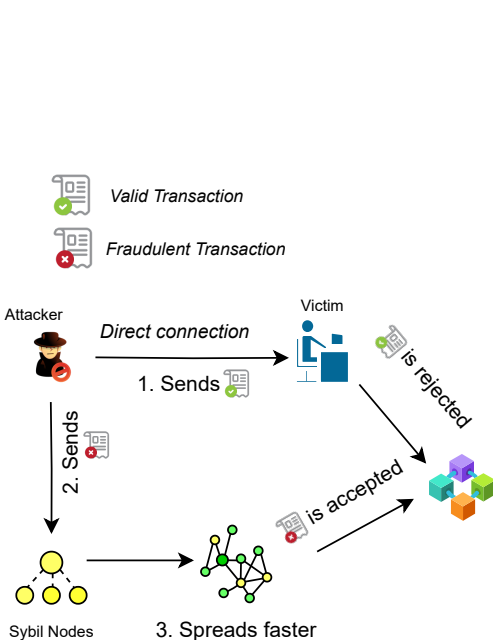 Valid Transaction
Fraudulent Transaction
Attacker
Victim
Direct connection
1. Sends
is rejected
2. Sends
is accepted
Sybil Nodes
3. Spreads faster